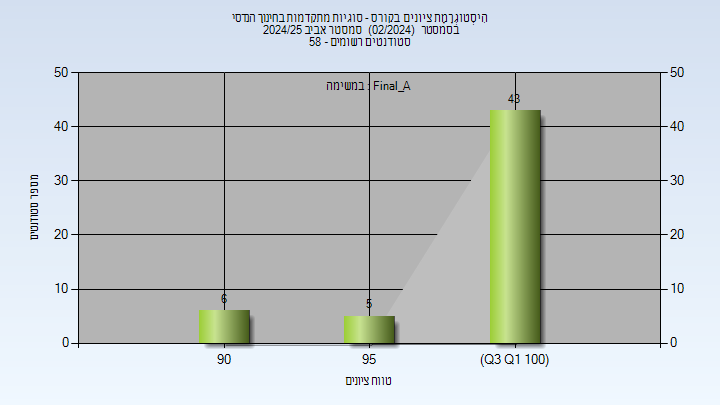 היסטוגרמת ציונים בקורס - סוגיות מתקדמות בחינוך הנדסי
בסמסטר (02/2024) סמסטר אביב 2024/25
סטודנטים רשומים - 58
במשימה : Final_A
50 50
43
40 40
30 30
מספר סטודנטים
20 20
10 10
6 5
0 0
90 95 (Q3 Q1 100)
טווח ציונים